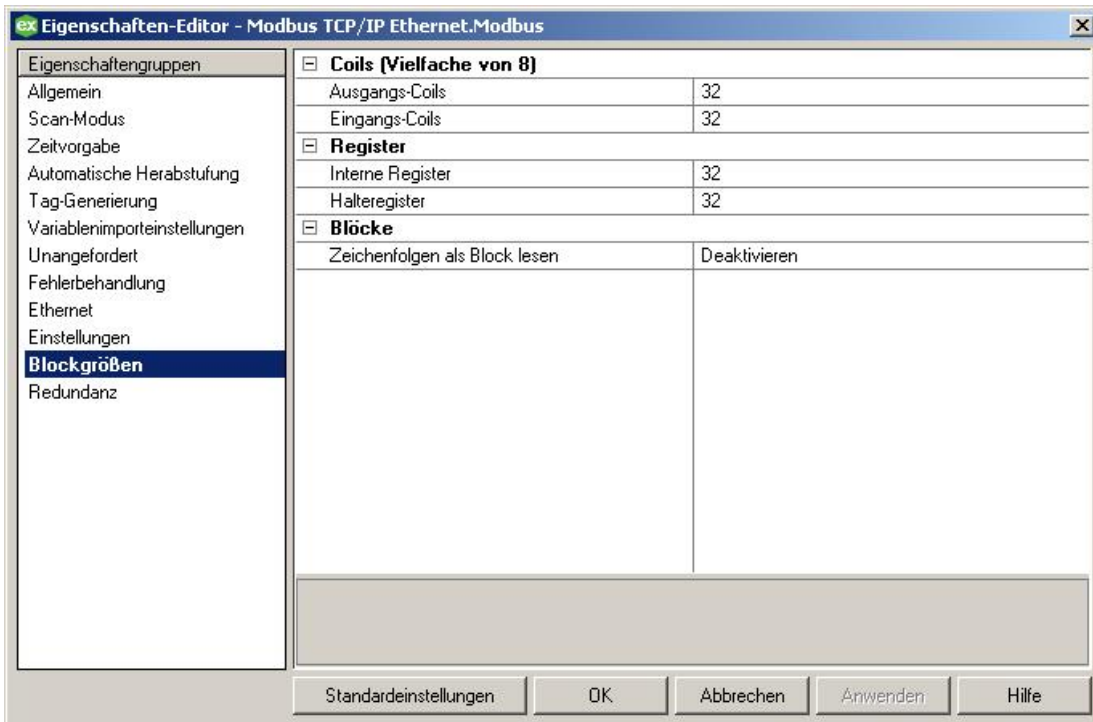 ex Eigenschaften-Editor - Modbus TCP/IP Ethernet.Modbus
Eigenschaftengruppen
Allgemein
Scan-Modus
Zeitvorgabe
Automatische Herabstufung
Tag-Generierung
Variablenimporteinstellungen
Unangefordert
Fehlerbehandlung
Ethernet
Einstellungen
Blockgrößen
Redundanz
Coils (Vielfache von 8)
Ausgangs-Coils 32
Eingangs-Coils 32
Register
Interne Register 32
Halteregister 32
Blöcke
Zeichenfolgen als Block lesen Deaktivieren
Standardeinstellungen OK Abbrechen Anwenden Hilfe